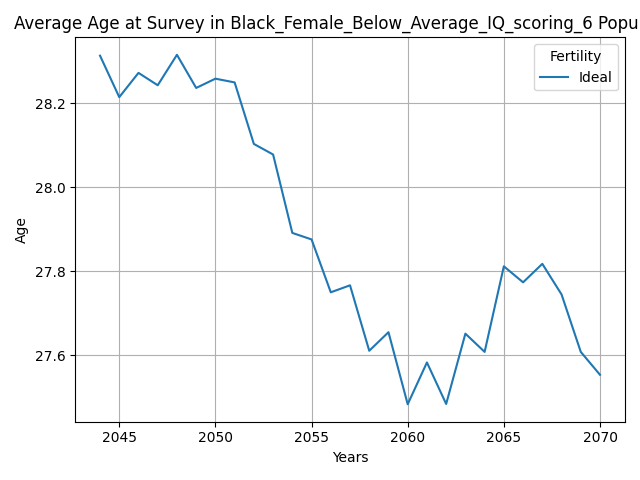 Average Age at Survey in Black_Female_Below_Average_IQ_scoring_6 Popu
Fertility
Ideal
28.2
28.0
27.8
27.6
Age
2045 2050 2055 2060 2065 2070
Years